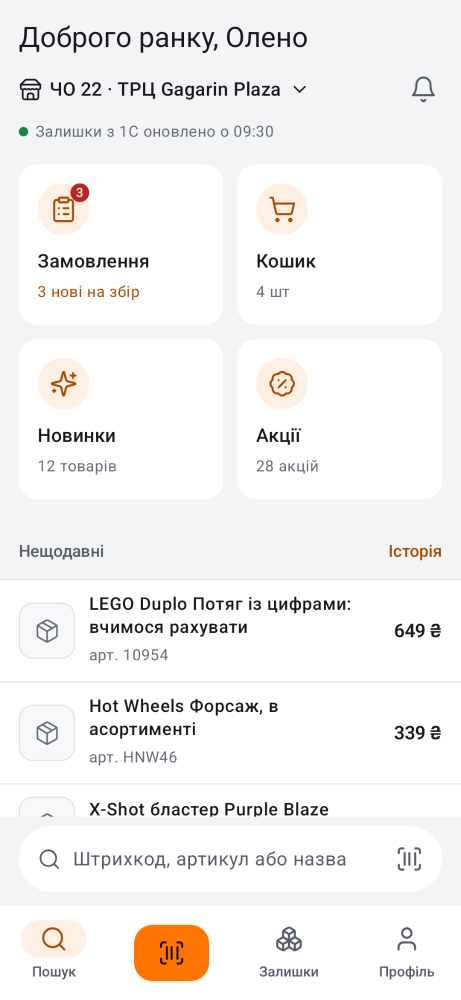 Доброго ранку, Олено
ЧО 22 · ТРЦ Gagarin Plaza
Залишки з 1С оновлено о 09:30
3
Замовлення
3 нові на збір
Кошик
4 шт
Новинки
12 товарів
Акції
28 акцій
Нещодавні
Історія
LEGO Duplo Потяг із цифрами:
вчимося рахувати
649 ₴
арт. 10954
Hot Wheels Форсаж, в
асортименті
339 ₴
арт. HNW46
X-Shot бластер Purple Blaze
Штрихкод, артикул або назва
Пошук
Залишки
Профіль